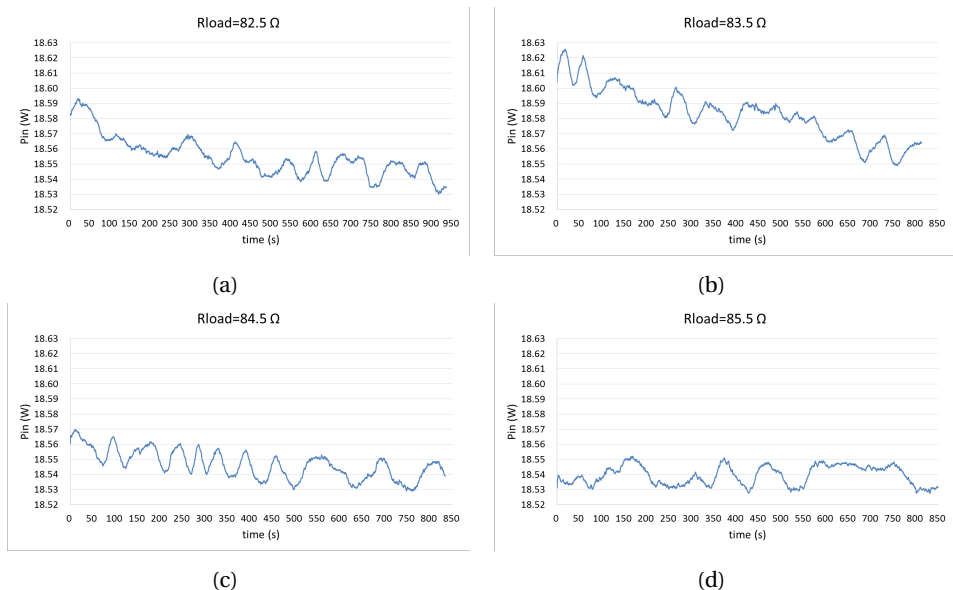 Rload=82.5 Ω
18.63
18.62
18.61
18.60
18.59
18.58
18.57
18.56
18.55
18.54
18.53
18.52
Pin (W)
0 50 100 150 200 250 300 350 400 450 500 550 600 650 700 750 800 850 900 950
time (s)
(a)
Rload=83.5 Ω
18.63
18.62
18.61
18.60
18.59
18.58
18.57
18.56
18.55
18.54
18.53
18.52
Pin (W)
0 50 100 150 200 250 300 350 400 450 500 550 600 650 700 750 800 850
time (s)
(b)
Rload=84.5 Ω
18.63
18.62
18.61
18.60
18.59
18.58
18.57
18.56
18.55
18.54
18.53
18.52
Pin (W)
0 50 100 150 200 250 300 350 400 450 500 550 600 650 700 750 800 850
time (s)
(c)
Rload=85.5 Ω
18.63
18.62
18.61
18.60
18.59
18.58
18.57
18.56
18.55
18.54
18.53
18.52
Pin (W)
0 50 100 150 200 250 300 350 400 450 500 550 600 650 700 750 800 850
time (s)
(d)